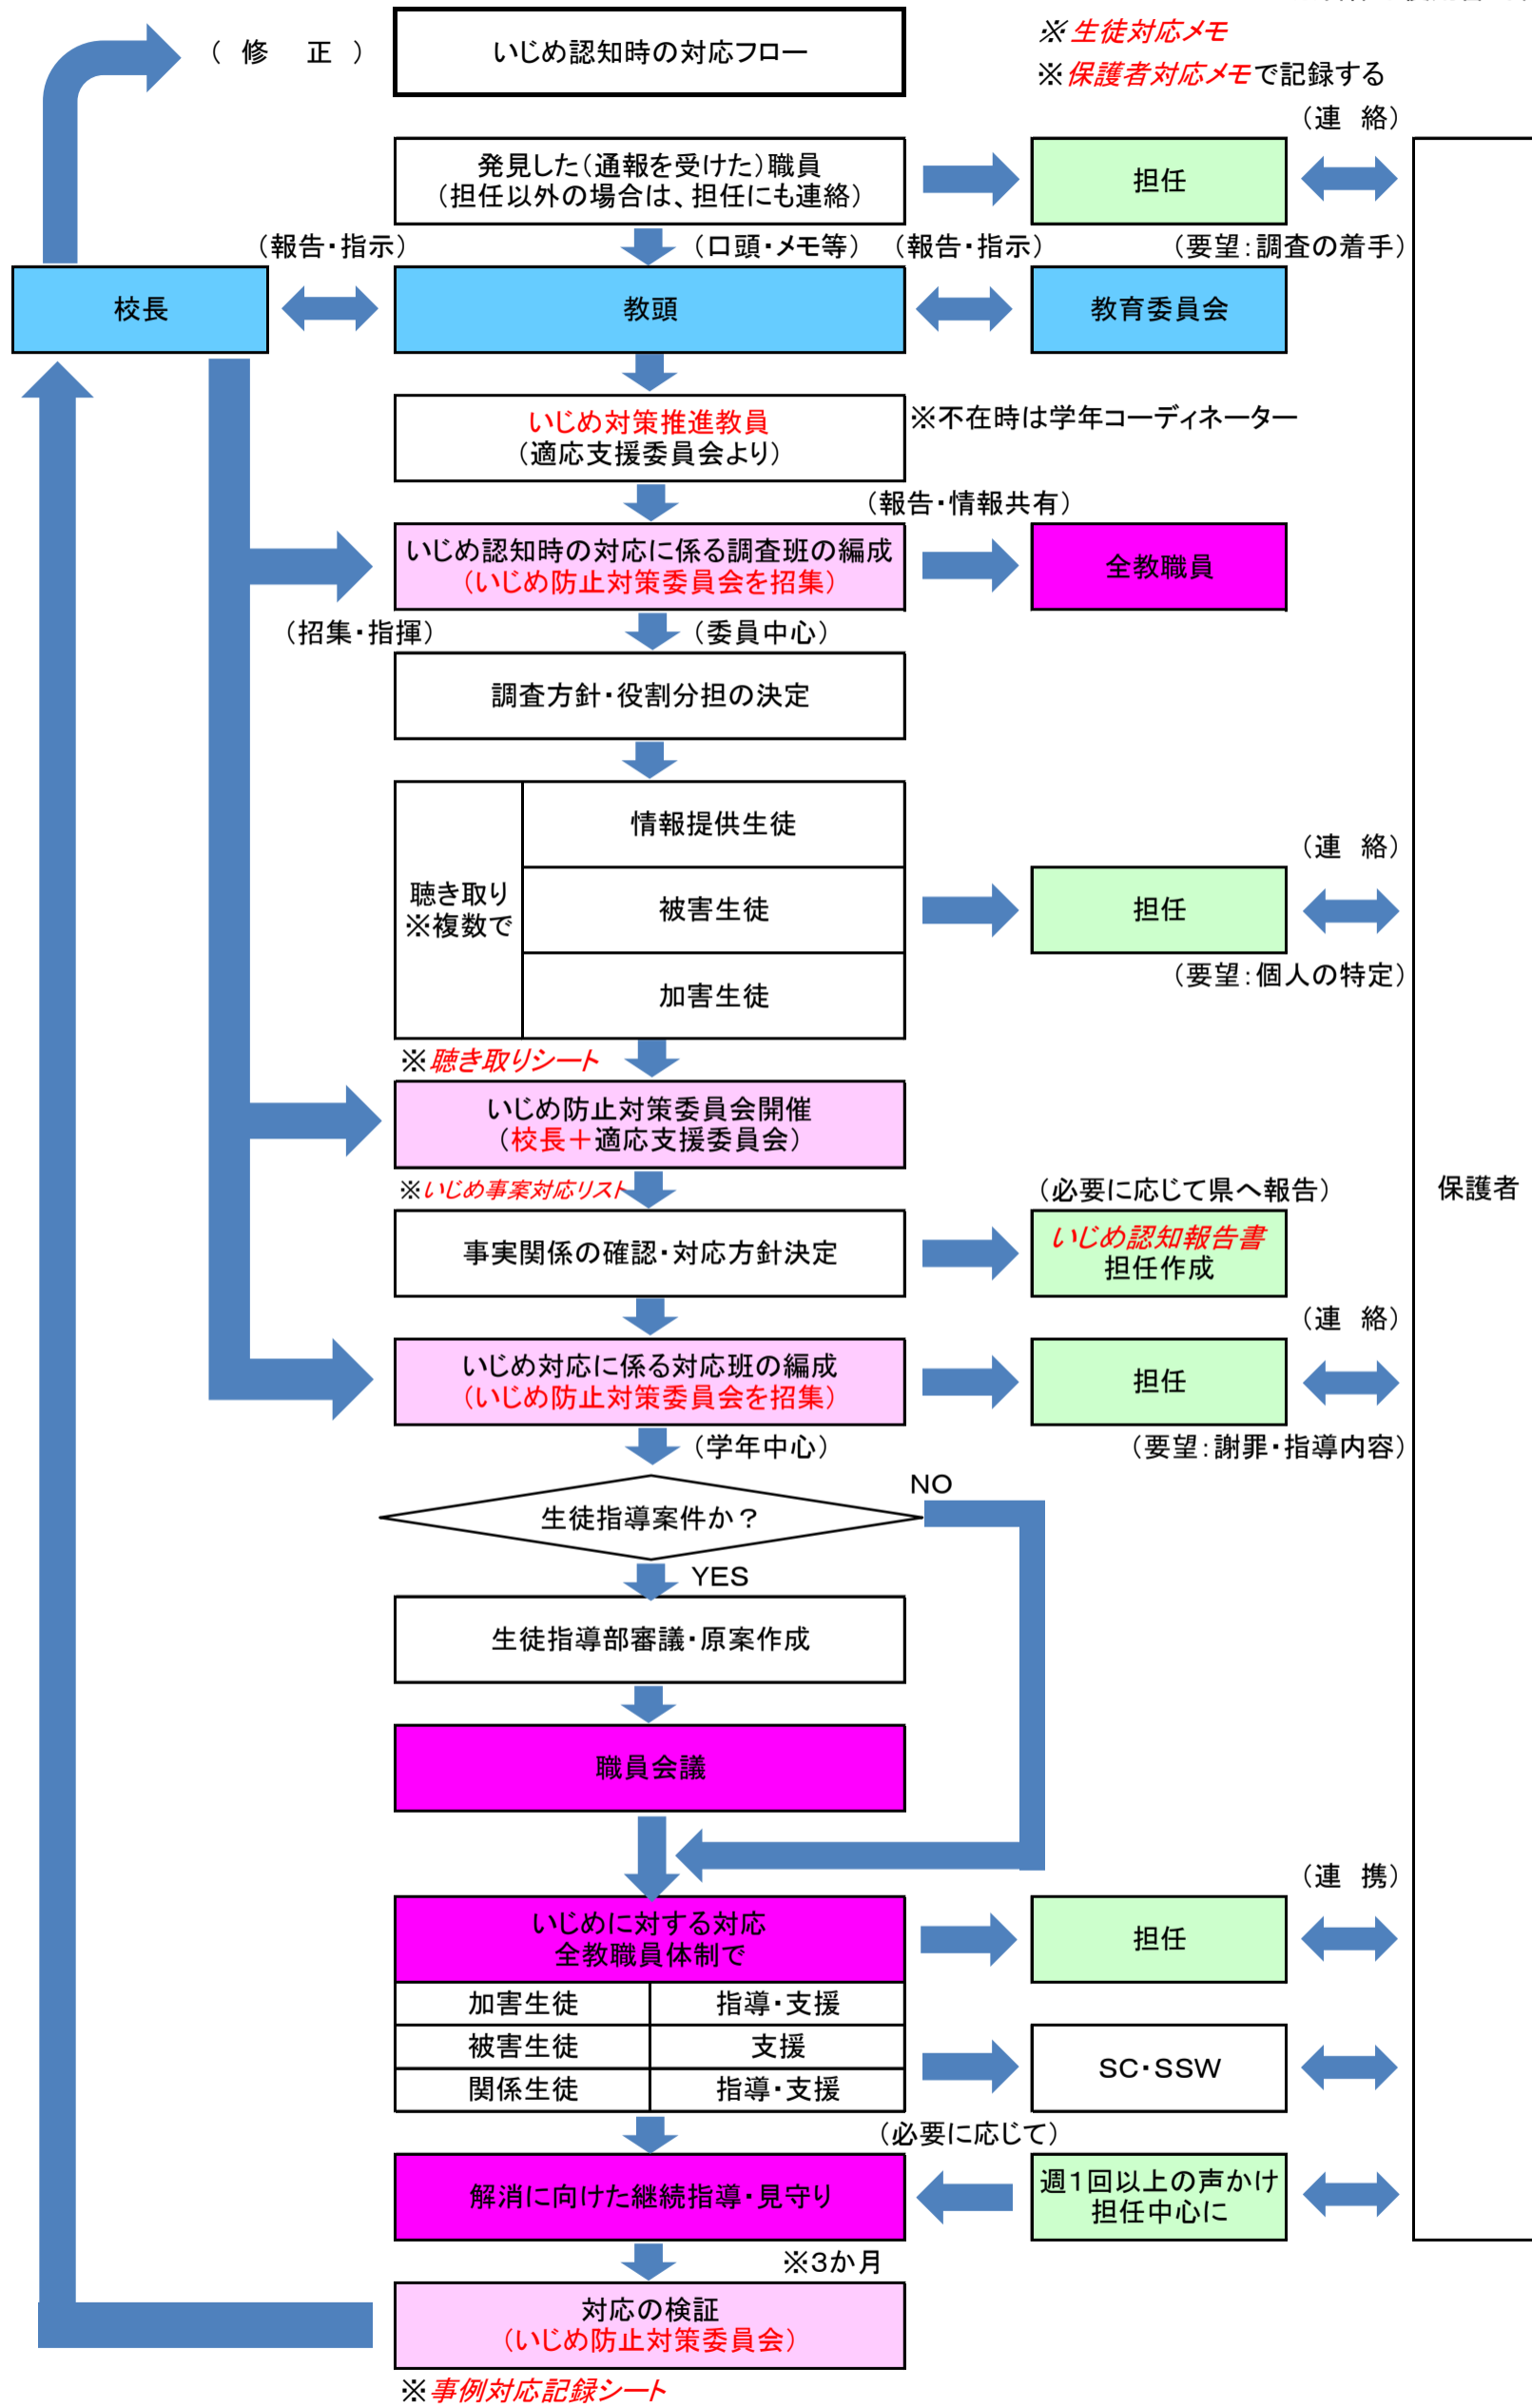 ※生徒対応メモ
（ 修　正 ）
いじめ認知時の対応フロー
※保護者対応メモで記録する
（連　絡）
発見した（通報を受けた）職員
（担任以外の場合は、担任にも連絡）
担任
（報告・指示）
（口頭・メモ等）
（報告・指示）
（要望：調査の着手）
校長
教頭
教育委員会
いじめ対策推進教員
（適応支援委員会より）
※不在時は学年コーディネーター
（報告・情報共有）
いじめ認知時の対応に係る調査班の編成
（いじめ防止対策委員会を招集）
全教職員
（招集・指揮）
（委員中心）
調査方針・役割分担の決定
聴き取り
※複数で
情報提供生徒
被害生徒
加害生徒
（連　絡）
担任
（要望：個人の特定）
※聴き取りシート
いじめ防止対策委員会開催
（校長＋適応支援委員会）
※いじめ事案対応リスト
（必要に応じて県へ報告）
保護者
事実関係の確認・対応方針決定
いじめ認知報告書
担任作成
（連　絡）
いじめ対応に係る対応班の編成
（いじめ防止対策委員会を招集）
担任
（学年中心）
（要望：謝罪・指導内容）
NO
生徒指導案件か？
YES
生徒指導部審議・原案作成
職員会議
（連　携）
いじめに対する対応
全教職員体制で
担任
加害生徒　指導・支援
被害生徒　支援
関係生徒　指導・支援
SC・SSW
（必要に応じて）
解消に向けた継続指導・見守り
週１回以上の声かけ
担任中心に
※3か月
対応の検証
（いじめ防止対策委員会）
※事例対応記録シート